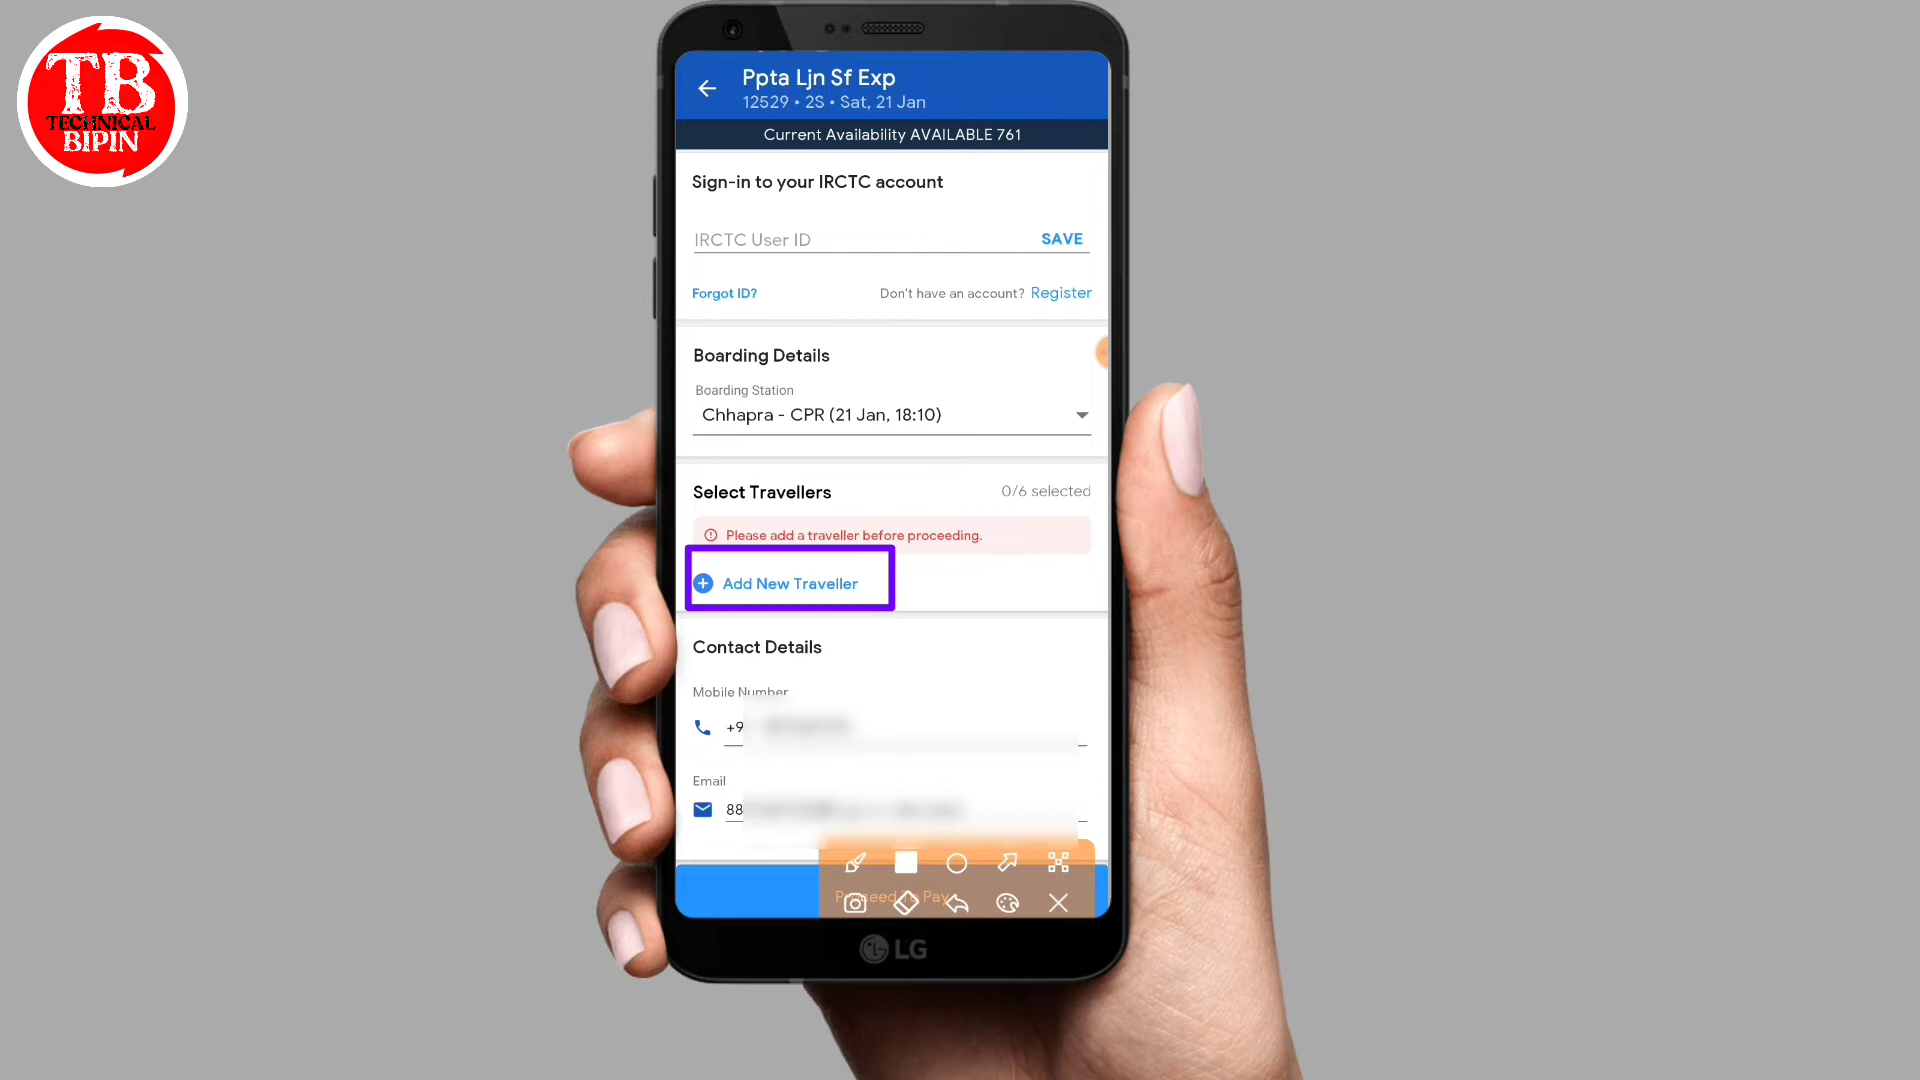 TB
TECHNICAL
BIPIN
Ppta Ljn Sf Exp
12529 • 2S • Sat, 21 Jan
Current Availability AVAILABLE 761
Sign-in to your IRCTC account
IRCTC User ID SAVE
Forgot ID? Don't have an account? Register
Boarding Details
Boarding Station
Chhapra - CPR (21 Jan, 18:10)
Select Travellers 0/6 selected
Please add a traveller before proceeding.
Add New Traveller
Contact Details
Mobile Number
+9
Email
88
Proceed To Pay
LG